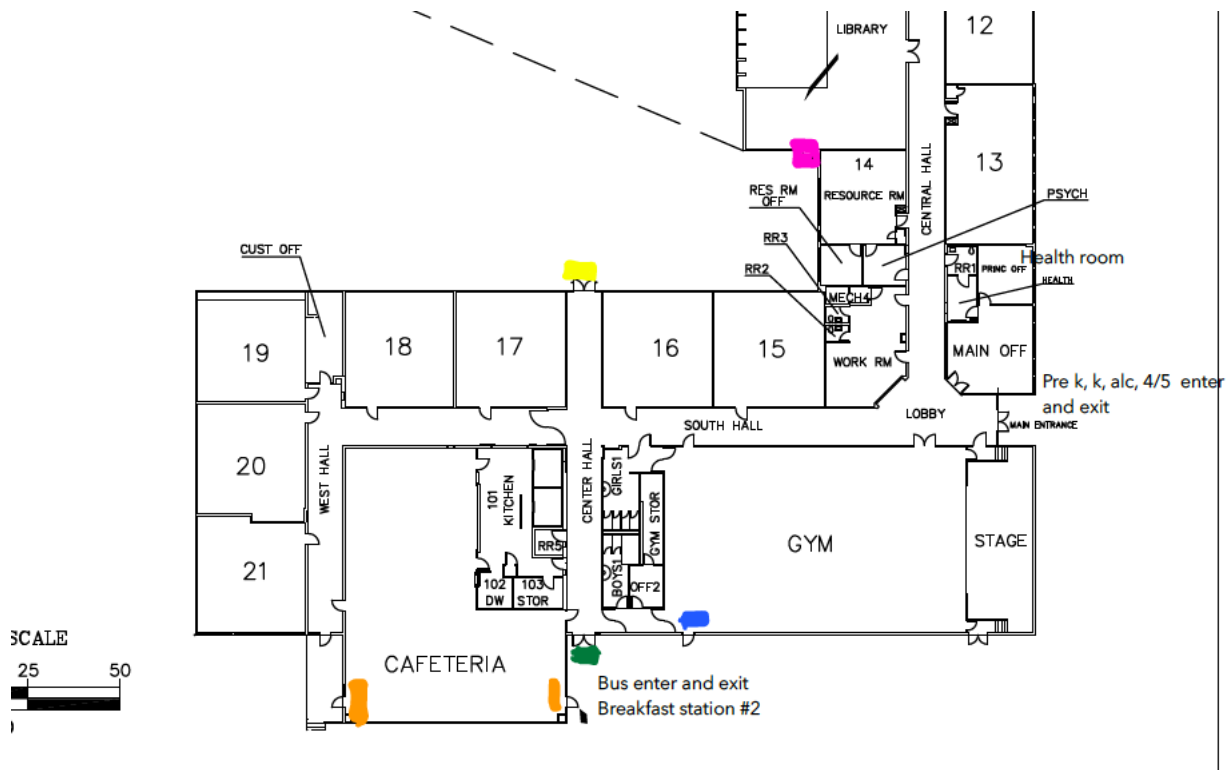 LIBRARY
12
14
13
RESOURCE RM
RES RM
OFF
PSYCH
CENTRAL HALL
RR3
CUST OFF
Health room
RR1
PRINC OFF
RR2
HEALTH
MECH4
19
18
17
16
15
WORK RM
MAIN OFF
Pre k, k, alc, 4/5 enter
and exit
LOBBY
MAIN ENTRANCE
SOUTH HALL
20
WEST HALL
101
KITCHEN
CENTER HALL
GIRLS1
GYM STOR
GYM
STAGE
RR5
21
102
DW
103
STOR
BOYS1
OFF2
SCALE
25
50
CAFETERIA
Bus enter and exit
Breakfast station #2